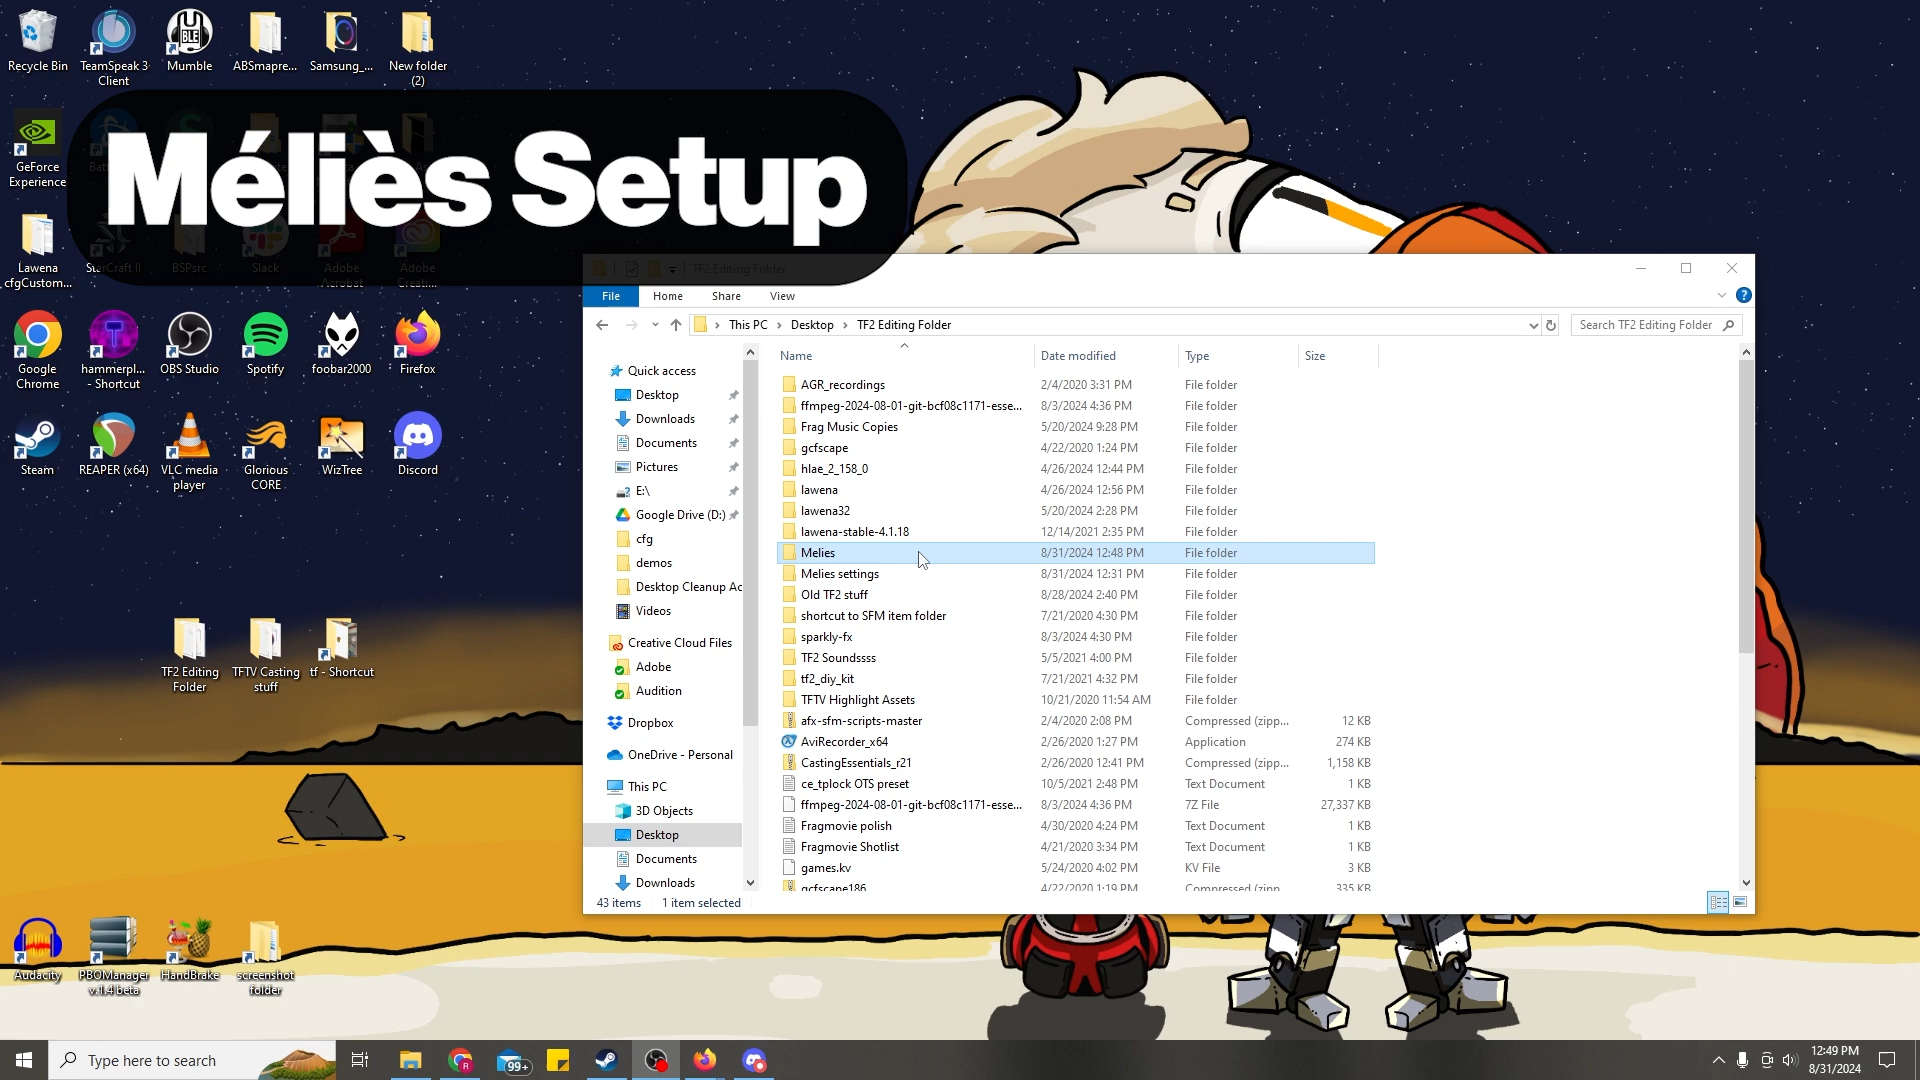 Recycle Bin
TeamSpeak 3
Client
Mumble
ABSmapre...
Samsung_...
New folder
(2)
BLE
Méliès Setup
GeForce
Experience
Lawena
cfgCustom...
StarCraft II
BSPsrc
Slack
Adobe
Acrobat
Adobe
Creati...
Google
Chrome
hammerpl...
- Shortcut
OBS Studio
Spotify
foobar2000
Firefox
Steam
REAPER (x64)
VLC media
player
Glorious
CORE
WizTree
Discord
TF2 Editing
Folder
TFTV Casting
stuff
tf - Shortcut
Audacity
PBOManager
v.1.4 beta
HandBrake
screenshot
folder
TF2 Editing Folder
File Home Share View
This PC > Desktop > TF2 Editing Folder
Search TF2 Editing Folder
Quick access
Desktop
Downloads
Documents
Pictures
E:\
Google Drive (D:)
cfg
demos
Desktop Cleanup Ac
Videos
Creative Cloud Files
Adobe
Audition
Dropbox
OneDrive - Personal
This PC
3D Objects
Desktop
Documents
Downloads
Name Date modified Type Size
AGR_recordings 2/4/2020 3:31 PM File folder
ffmpeg-2024-08-01-git-bcf08c1171-esse... 8/3/2024 4:36 PM File folder
Frag Music Copies 5/20/2024 9:28 PM File folder
gcfscape 4/22/2020 1:24 PM File folder
hlae_2_158_0 4/26/2024 12:44 PM File folder
lawena 4/26/2024 12:56 PM File folder
lawena32 5/20/2024 2:28 PM File folder
lawena-stable-4.1.18 12/14/2021 2:35 PM File folder
Melies 8/31/2024 12:48 PM File folder
Melies settings 8/31/2024 12:31 PM File folder
Old TF2 stuff 8/28/2024 2:40 PM File folder
shortcut to SFM item folder 7/21/2020 4:30 PM File folder
sparkly-fx 8/3/2024 4:30 PM File folder
TF2 Soundssss 5/5/2021 4:00 PM File folder
tf2_diy_kit 7/21/2021 4:32 PM File folder
TFTV Highlight Assets 10/21/2020 11:54 AM File folder
afx-sfm-scripts-master 2/4/2020 2:08 PM Compressed (zipp... 12 KB
AviRecorder_x64 2/26/2020 1:27 PM Application 274 KB
CastingEssentials_r21 2/26/2020 12:41 PM Compressed (zipp... 1,158 KB
ce_tplock OTS preset 10/5/2021 2:48 PM Text Document 1 KB
ffmpeg-2024-08-01-git-bcf08c1171-esse... 8/3/2024 4:36 PM 7Z File 27,337 KB
Fragmovie polish 4/30/2020 4:24 PM Text Document 1 KB
Fragmovie Shotlist 4/21/2020 3:34 PM Text Document 1 KB
games.kv 5/24/2020 4:02 PM KV File 3 KB
gcfscape186 4/22/2020 1:19 PM Compressed (zipp... 335 KB
43 items 1 item selected
Type here to search
99+
12:49 PM
8/31/2024